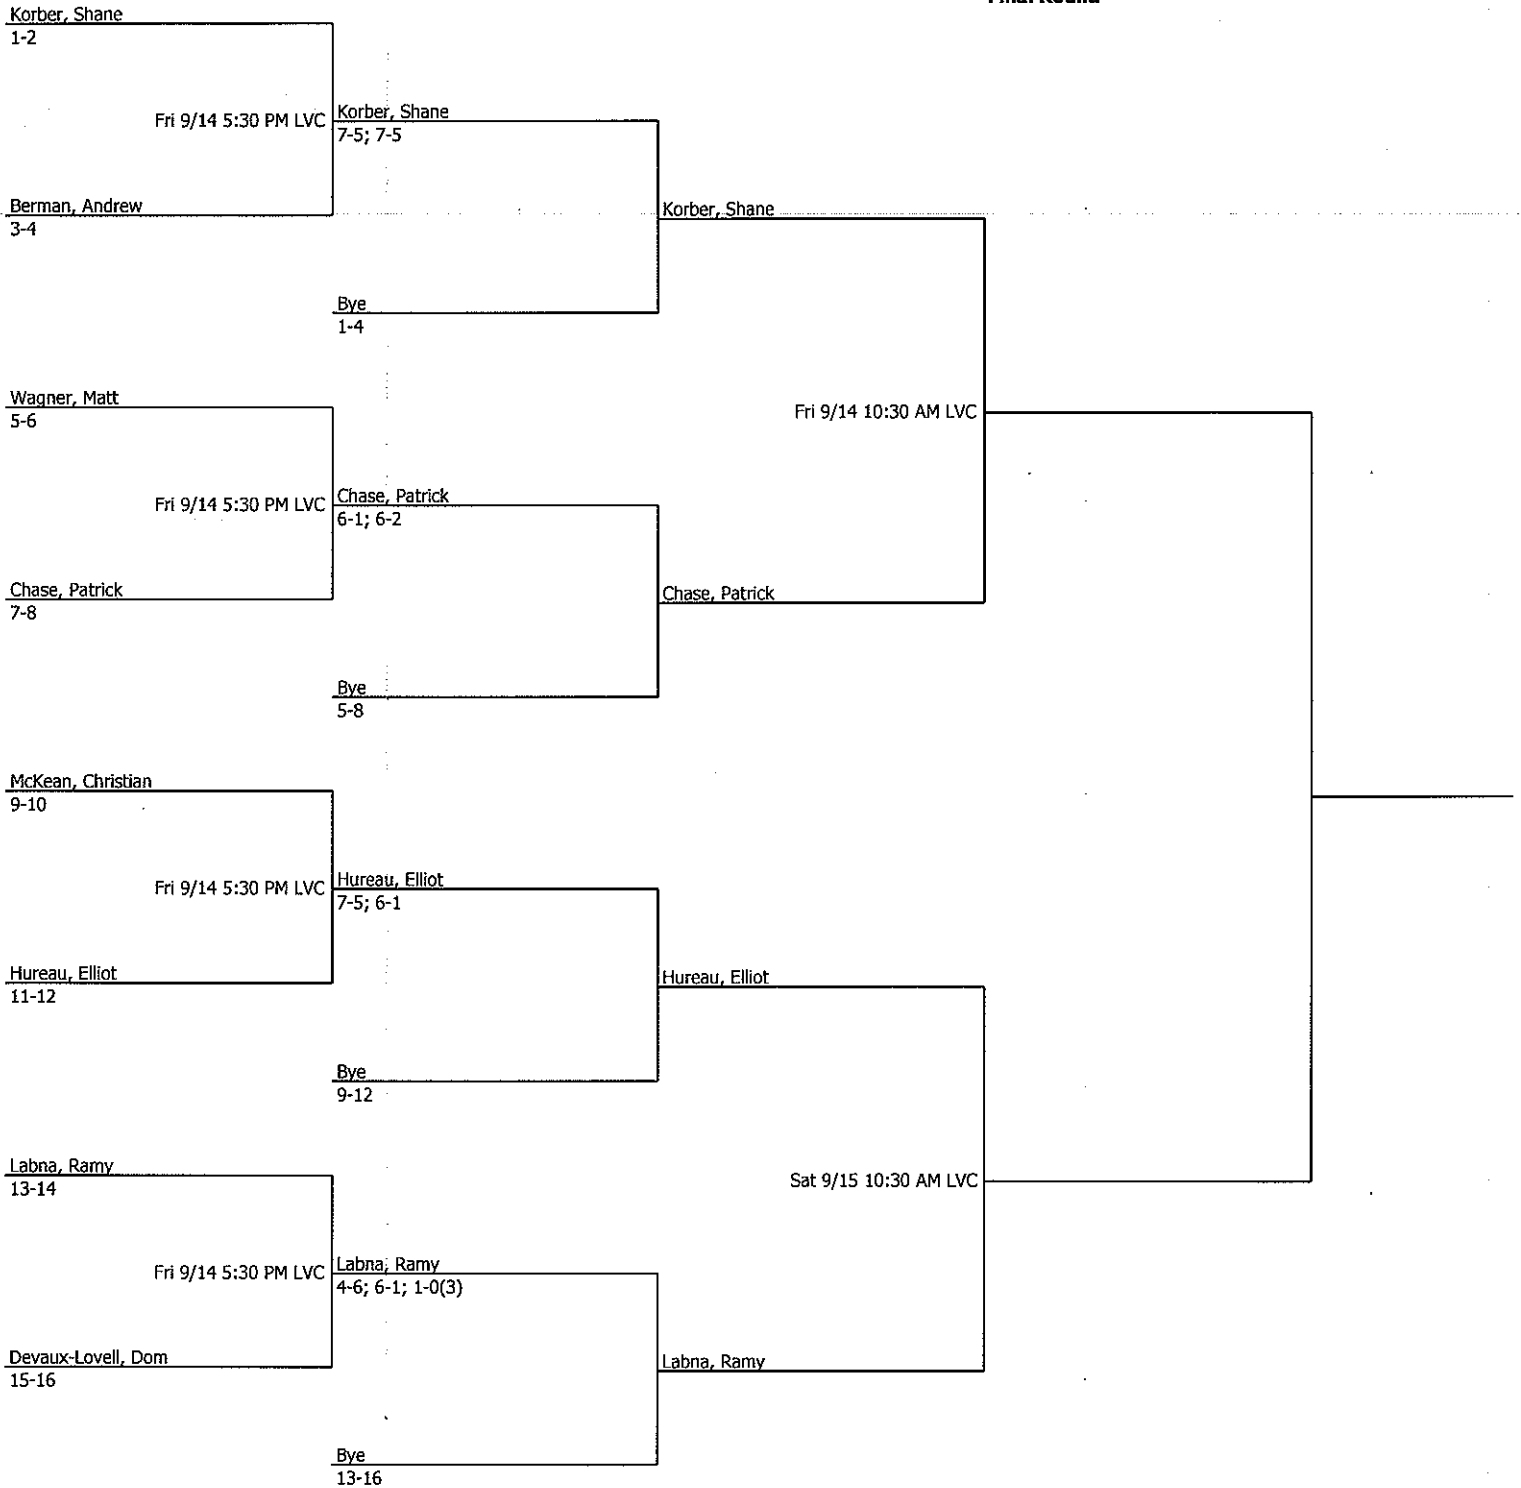 Final Round
Korber, Shane
1-2
Fri 9/14 5:30 PM LVC
Korber, Shane
7-5; 7-5
Berman, Andrew
3-4
Korber, Shane
Bye
1-4
Wagner, Matt
5-6
Fri 9/14 10:30 AM LVC
Fri 9/14 5:30 PM LVC
Chase, Patrick
6-1; 6-2
Chase, Patrick
7-8
Chase, Patrick
Bye
5-8
McKean, Christian
9-10
Fri 9/14 5:30 PM LVC
Hureau, Elliot
7-5; 6-1
Hureau, Elliot
11-12
Hureau, Elliot
Bye
9-12
Labna, Ramy
13-14
Sat 9/15 10:30 AM LVC
Fri 9/14 5:30 PM LVC
Labna, Ramy
4-6; 6-1; 1-0(3)
Devaux-Lovell, Dom
15-16
Labna, Ramy
Bye
13-16